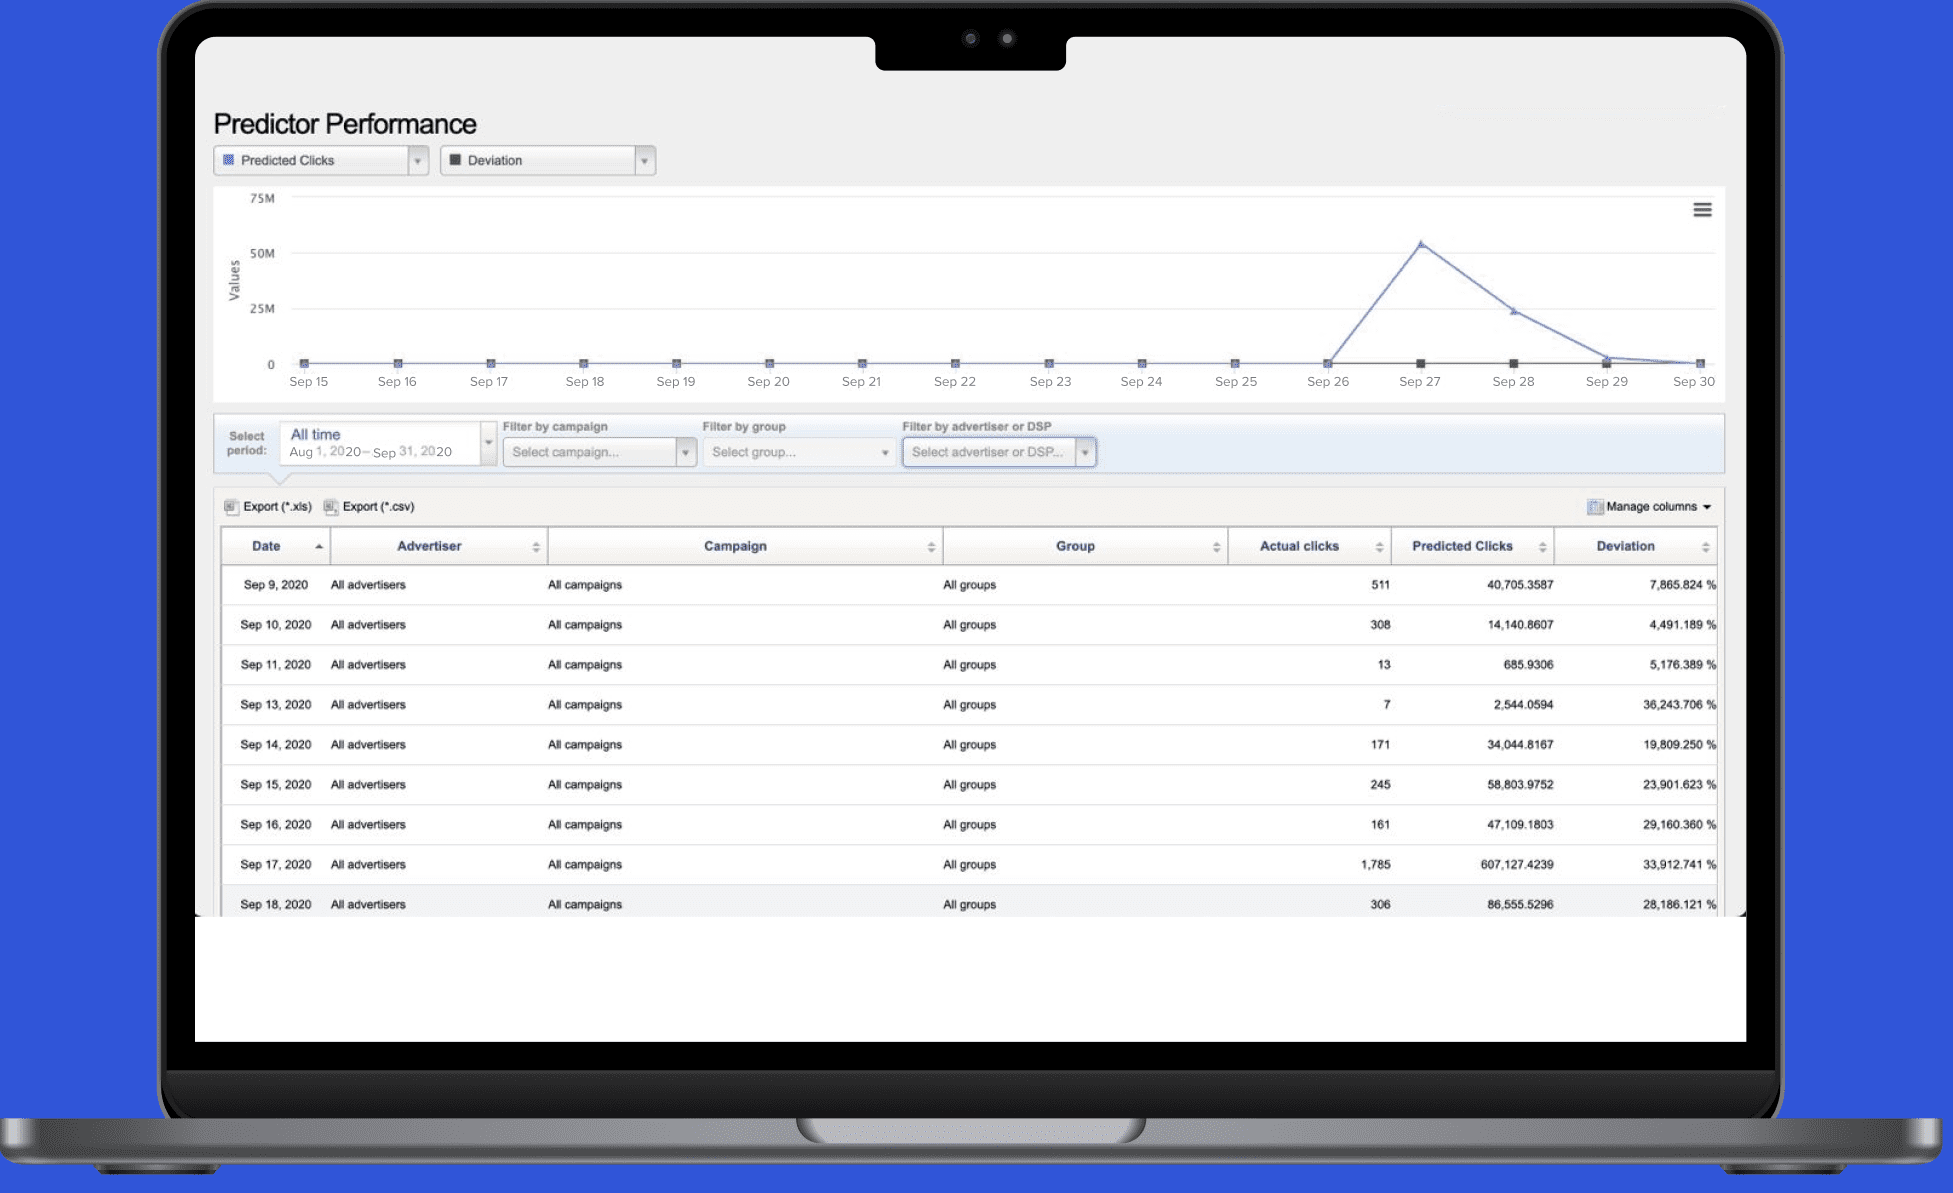 Predictor Performance
Predicted Clicks Deviation
75M
50M
25M
0
Values
Sep 15 Sep 16 Sep 17 Sep 18 Sep 19 Sep 20 Sep 21 Sep 22 Sep 23 Sep 24 Sep 25 Sep 26 Sep 27 Sep 28 Sep 29 Sep 30
Select period: All time Filter by campaign Filter by group Filter by advertiser or DSP
Aug 1, 2020– Sep 31, 2020 Select campaign... Select group... Select advertiser or DSP...
Export (*.xls) Export (*.csv) Manage columns
Date Advertiser Campaign Group Actual clicks Predicted Clicks Deviation
Sep 9, 2020 All advertisers All campaigns All groups 511 40,705.3587 7,865.824 %
Sep 10, 2020 All advertisers All campaigns All groups 308 14,140.8607 4,491.189 %
Sep 11, 2020 All advertisers All campaigns All groups 13 685.9306 5,176.389 %
Sep 13, 2020 All advertisers All campaigns All groups 7 2,544.0594 36,243.706 %
Sep 14, 2020 All advertisers All campaigns All groups 171 34,044.8167 19,809.250 %
Sep 15, 2020 All advertisers All campaigns All groups 245 58,803.9752 23,901.623 %
Sep 16, 2020 All advertisers All campaigns All groups 161 47,109.1803 29,160.360 %
Sep 17, 2020 All advertisers All campaigns All groups 1,785 607,127.4239 33,912.741 %
Sep 18, 2020 All advertisers All campaigns All groups 306 86,555.5296 28,186.121 %